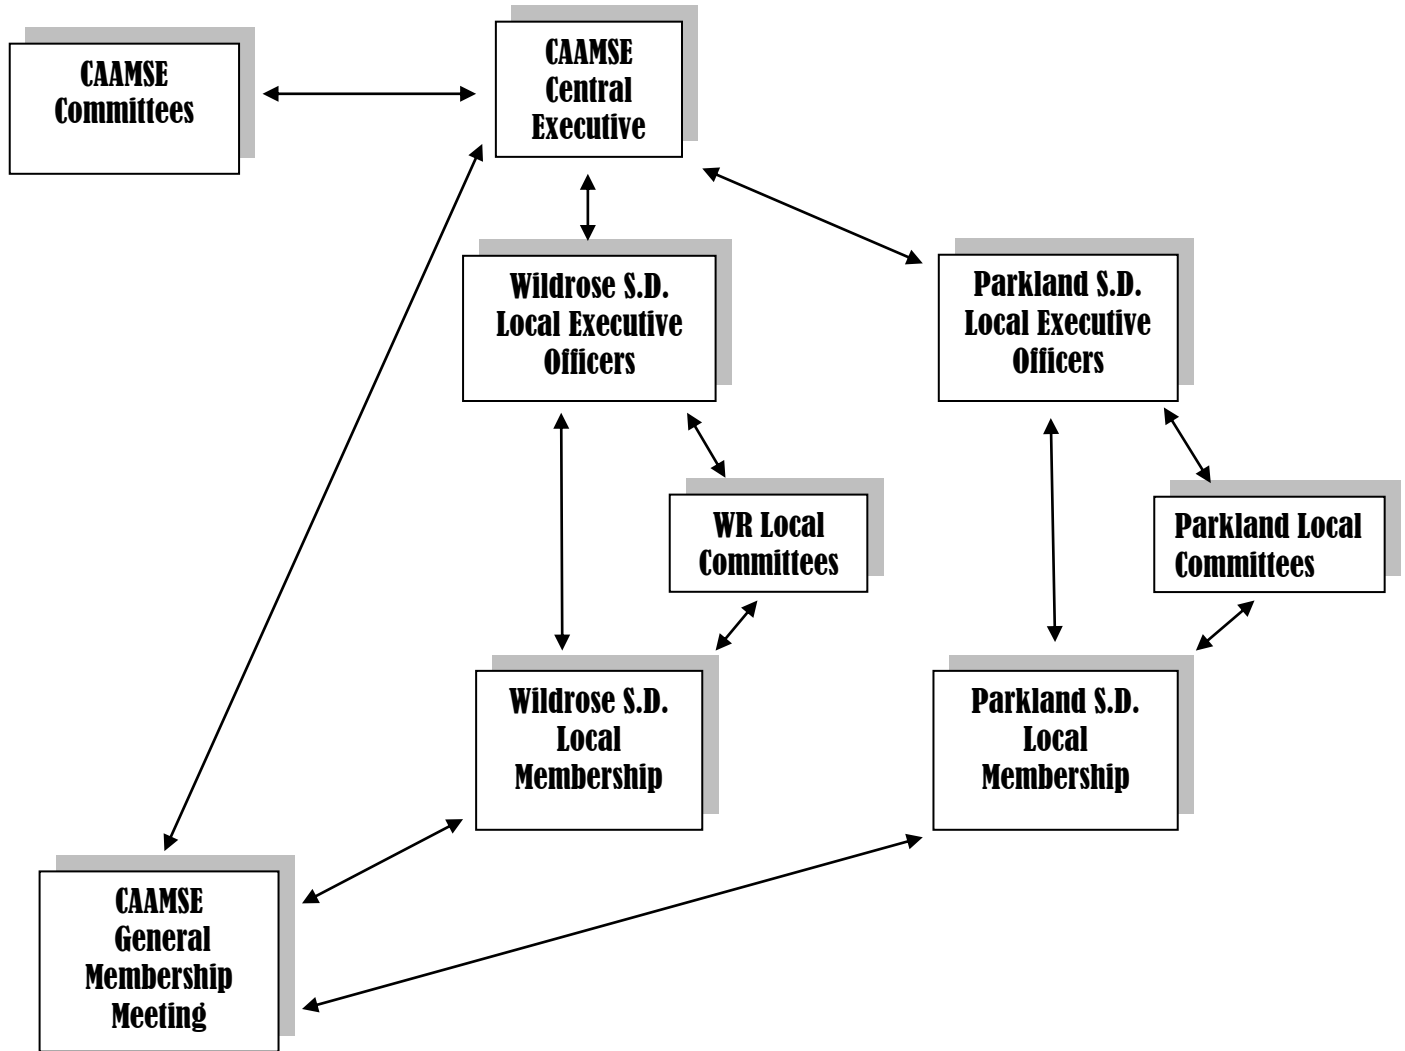 CAAMSE
Committees
CAAMSE
Central
Executive
Wildrose S.D.
Local Executive
Officers
Parkland S.D.
Local Executive
Officers
WR Local
Committees
Parkland Local
Committees
Wildrose S.D.
Local
Membership
Parkland S.D.
Local
Membership
CAAMSE
General
Membership
Meeting